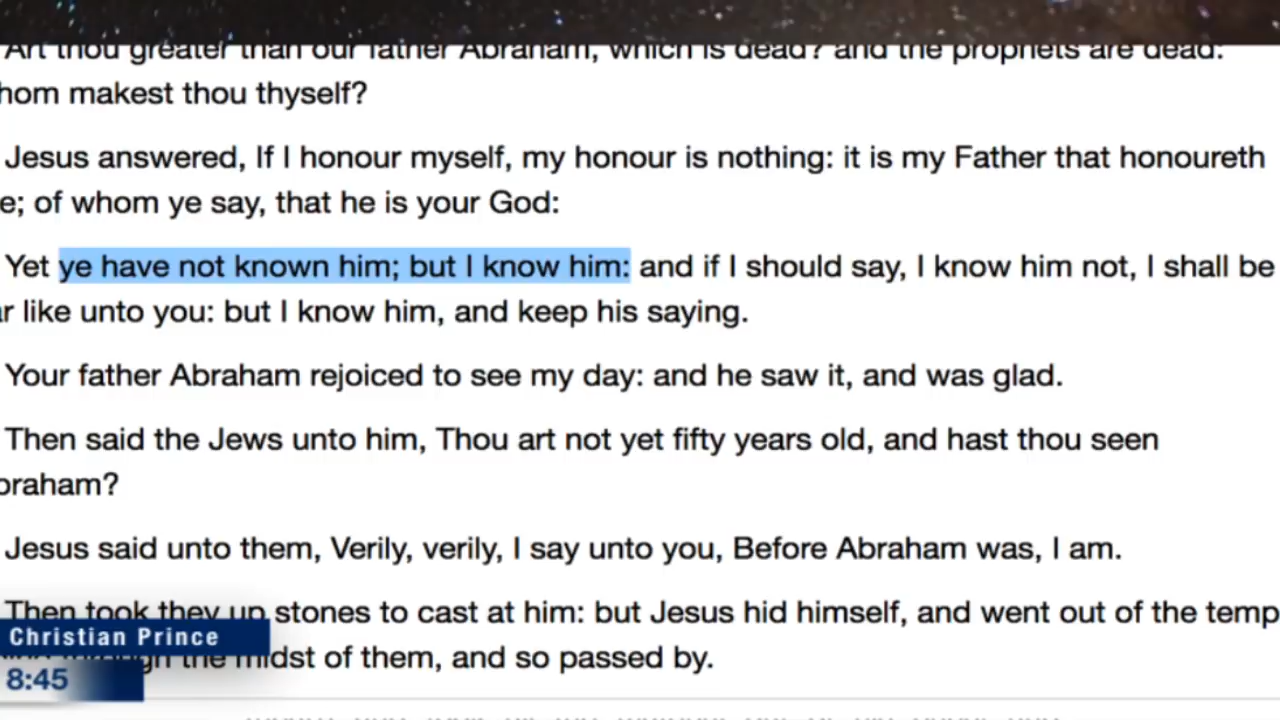 Art thou greater than our father Abraham, which is dead? and the prophets are dead:
hom makest thou thyself?
Jesus answered, If I honour myself, my honour is nothing: it is my Father that honoureth
e; of whom ye say, that he is your God:
Yet ye have not known him; but I know him: and if I should say, I know him not, I shall be
r like unto you: but I know him, and keep his saying.
Your father Abraham rejoiced to see my day: and he saw it, and was glad.
Then said the Jews unto him, Thou art not yet fifty years old, and hast thou seen
braham?
Jesus said unto them, Verily, verily, I say unto you, Before Abraham was, I am.
Then took they up stones to cast at him: but Jesus hid himself, and went out of the temp
Christian Prince
the midst of them, and so passed by.
8:45